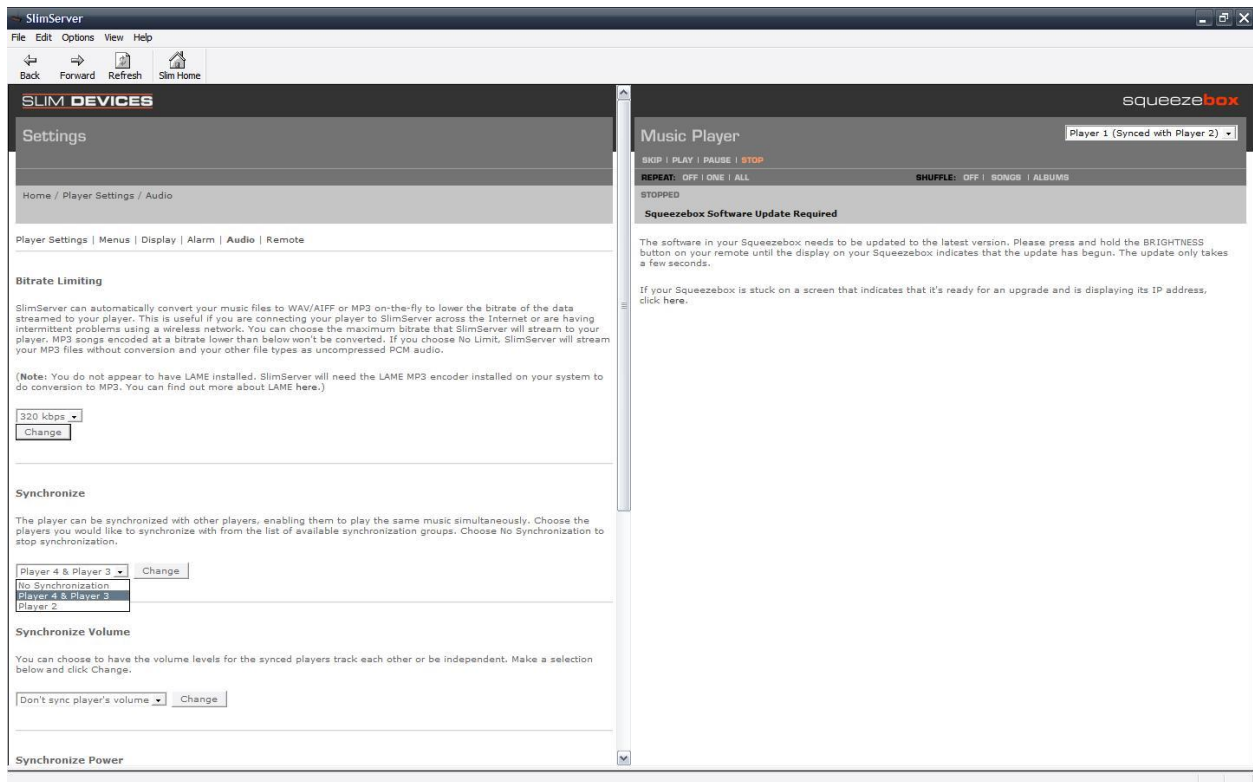 SlimServer
File Edit Options View Help
Back Forward Refresh Slim Home
SLIM DEVICES
Settings
Home / Player Settings / Audio
Player Settings | Menus | Display | Alarm | Audio | Remote
Bitrate Limiting
SlimServer can automatically convert your music files to WAV/AIFF or MP3 on-the-fly to lower the bitrate of the data
streamed to your player. This is useful if you are connecting your player to SlimServer across the Internet or are having
intermittent problems using a wireless network. You can choose the maximum bitrate that SlimServer will stream to your
player. MP3 songs encoded at a bitrate lower than below won't be converted. If you choose No Limit, SlimServer will stream
your MP3 files without conversion and your other file types as uncompressed PCM audio.
(Note: You do not appear to have LAME installed. SlimServer will need the LAME MP3 encoder installed on your system to
do conversion to MP3. You can find out more about LAME here.)
320 kbps
Change
Synchronize
The player can be synchronized with other players, enabling them to play the same music simultaneously. Choose the
players you would like to synchronize with from the list of available synchronization groups. Choose No Synchronization to
stop synchronization.
Player 4 & Player 3 Change
No Synchronization
Player 4 & Player 3
Player 2
Synchronize Volume
You can choose to have the volume levels for the synced players track each other or be independent. Make a selection
below and click Change.
Don't sync player's volume Change
Synchronize Power
squeezebox
Music Player
Player 1 (Synced with Player 2)
SKIP | PLAY | PAUSE | STOP
REPEAT: OFF | ONE | ALL SHUFFLE: OFF | SONGS | ALBUMS
STOPPED
Squeezebox Software Update Required
The software in your Squeezebox needs to be updated to the latest version. Please press and hold the BRIGHTNESS
button on your remote until the display on your Squeezebox indicates that the update has begun. The update only takes
a few seconds.
If your Squeezebox is stuck on a screen that indicates that it's ready for an upgrade and is displaying its IP address,
click here.